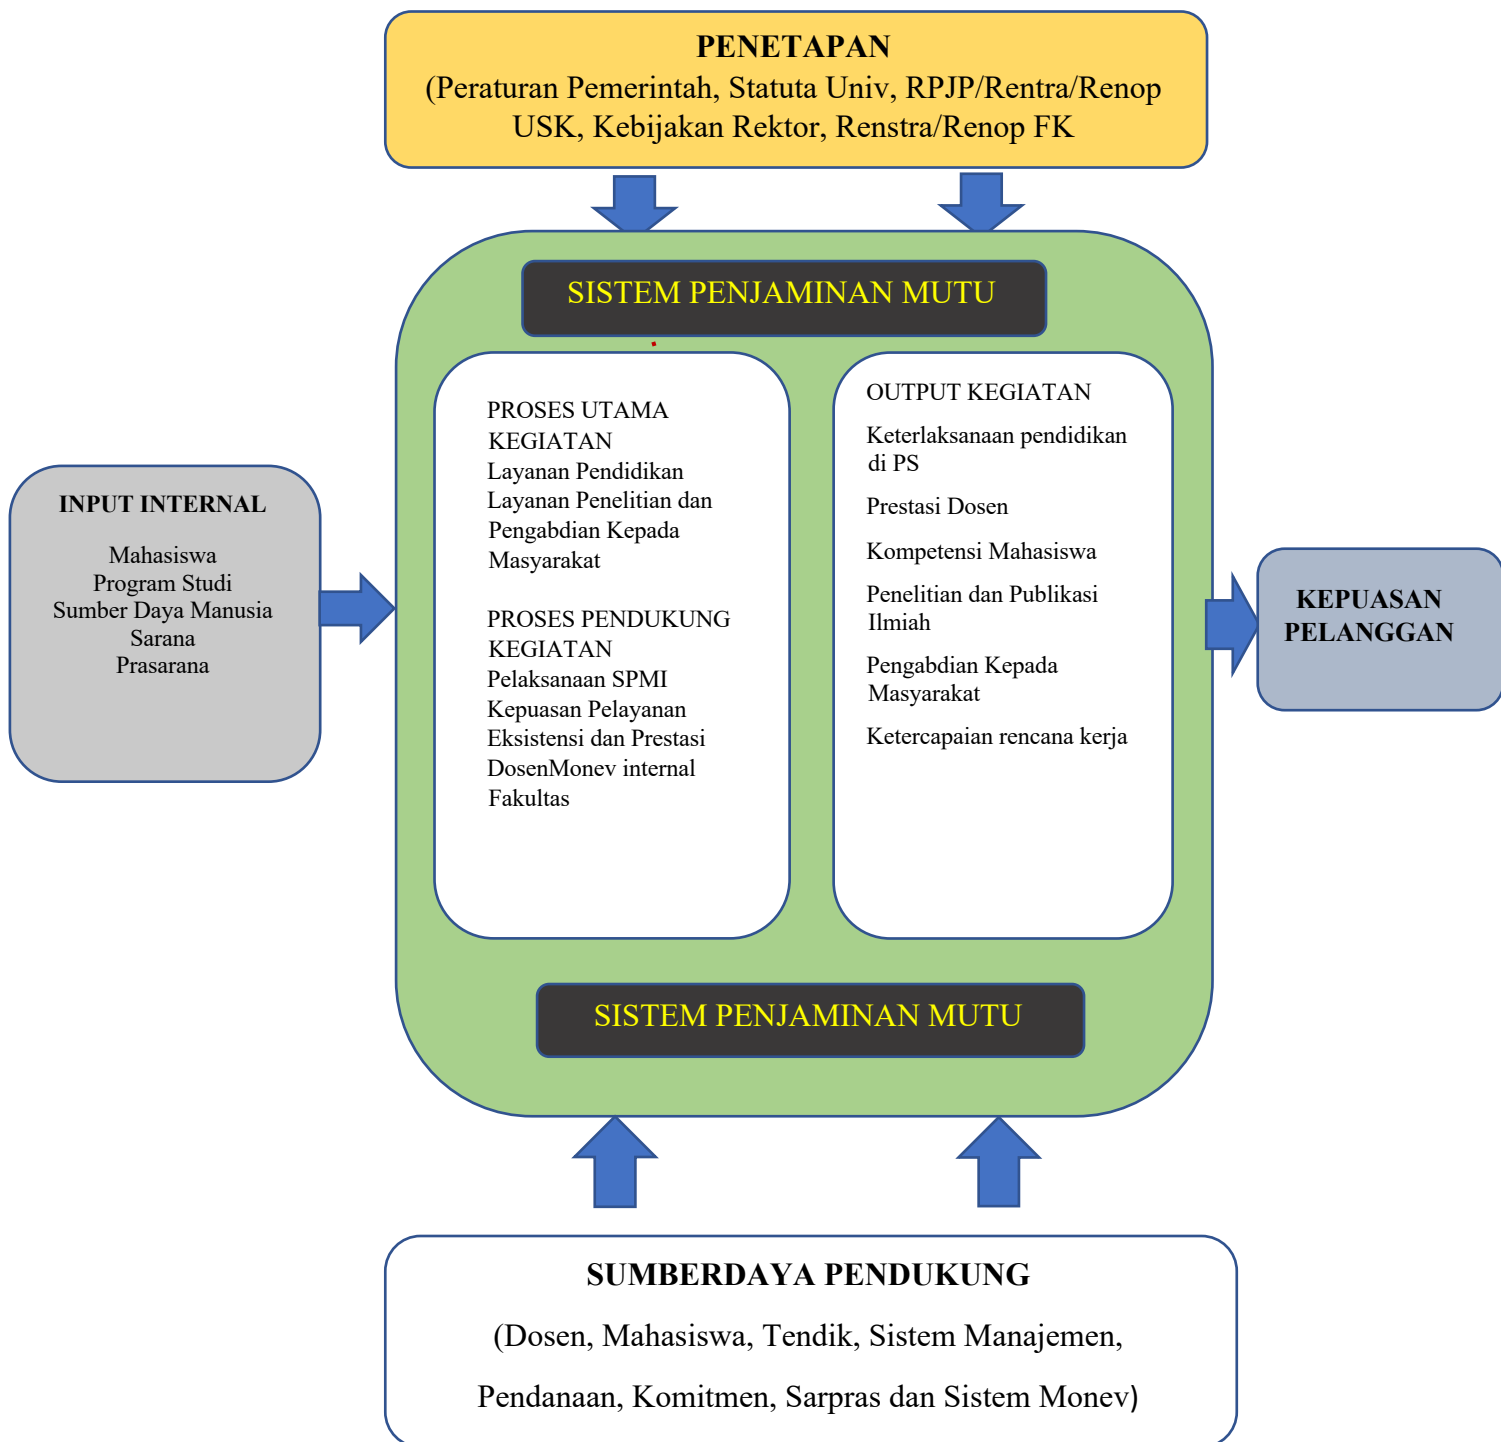 PENETAPAN
(Peraturan Pemerintah, Statuta Univ, RPJP/Rentra/Renop
USK, Kebijakan Rektor, Renstra/Renop FK
SISTEM PENJAMINAN MUTU
INPUT INTERNAL
Mahasiswa
Program Studi
Sumber Daya Manusia
Sarana
Prasarana
PROSES UTAMA
KEGIATAN
Layanan Pendidikan
Layanan Penelitian dan
Pengabdian Kepada
Masyarakat
PROSES PENDUKUNG
KEGIATAN
Pelaksanaan SPMI
Kepuasan Pelayanan
Eksistensi dan Prestasi
DosenMonev internal
Fakultas
OUTPUT KEGIATAN
Keterlaksanaan pendidikan
di PS
Prestasi Dosen
Kompetensi Mahasiswa
Penelitian dan Publikasi
Ilmiah
Pengabdian Kepada
Masyarakat
Ketercapaian rencana kerja
KEPUASAN
PELANGGAN
SISTEM PENJAMINAN MUTU
SUMBERDAYA PENDUKUNG
(Dosen, Mahasiswa, Tendik, Sistem Manajemen,
Pendanaan, Komitmen, Sarpras dan Sistem Monev)